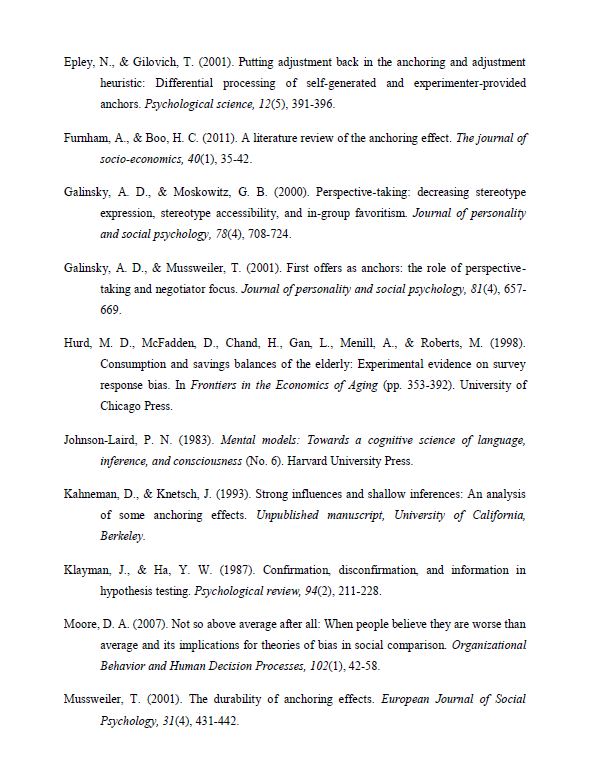 Epley, N., & Gilovich, T. (2001). Putting adjustment back in the anchoring and adjustment
heuristic: Differential processing of self-generated and experimenter-provided
anchors. Psychological science, 12(5), 391-396.
Furnham, A., & Boo, H. C. (2011). A literature review of the anchoring effect. The journal of
socio-economics, 40(1), 35-42.
Galinsky, A. D., & Moskowitz, G. B. (2000). Perspective-taking: decreasing stereotype
expression, stereotype accessibility, and in-group favoritism. Journal of personality
and social psychology, 78(4), 708-724.
Galinsky, A. D., & Mussweiler, T. (2001). First offers as anchors: the role of perspective-
taking and negotiator focus. Journal of personality and social psychology, 81(4), 657-
669.
Hurd, M. D., McFadden, D., Chand, H., Gan, L., Menill, A., & Roberts, M. (1998).
Consumption and savings balances of the elderly: Experimental evidence on survey
response bias. In Frontiers in the Economics of Aging (pp. 353-392). University of
Chicago Press.
Johnson-Laird, P. N. (1983). Mental models: Towards a cognitive science of language,
inference, and consciousness (No. 6). Harvard University Press.
Kahneman, D., & Knetsch, J. (1993). Strong influences and shallow inferences: An analysis
of some anchoring effects. Unpublished manuscript, University of California,
Berkeley.
Klayman, J., & Ha, Y. W. (1987). Confirmation, disconfirmation, and information in
hypothesis testing. Psychological review, 94(2), 211-228.
Moore, D. A. (2007). Not so above average after all: When people believe they are worse than
average and its implications for theories of bias in social comparison. Organizational
Behavior and Human Decision Processes, 102(1), 42-58.
Mussweiler, T. (2001). The durability of anchoring effects. European Journal of Social
Psychology, 31(4), 431-442.